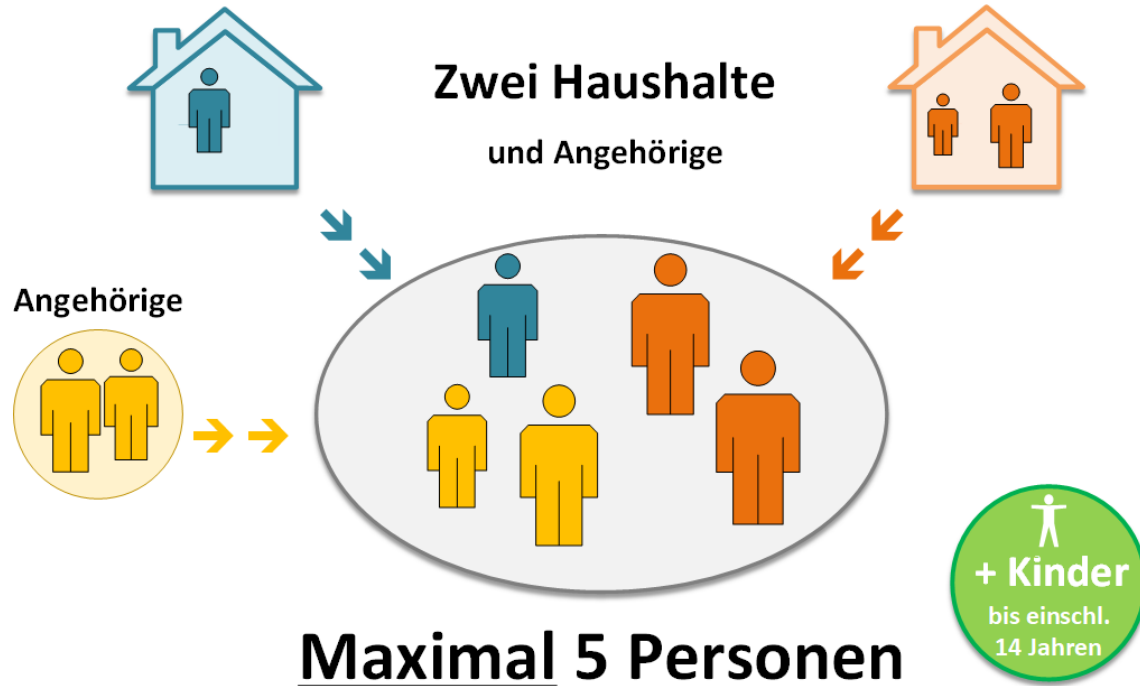 Zwei Haushalte
und Angehörige
Angehörige
+ Kinder
bis einschl.
14 Jahren
Maximal 5 Personen